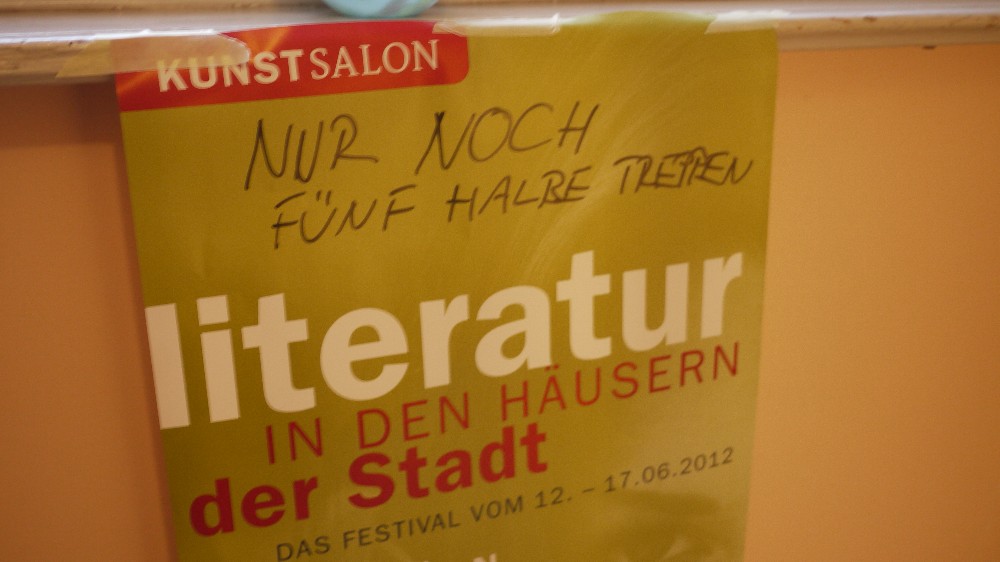 KUNSTSALON
NUR NOCH
FÜNF HALBE TREPPEN
literatur
IN DEN HÄUSERN
der Stadt
DAS FESTIVAL VOM 12. – 17.06.2012